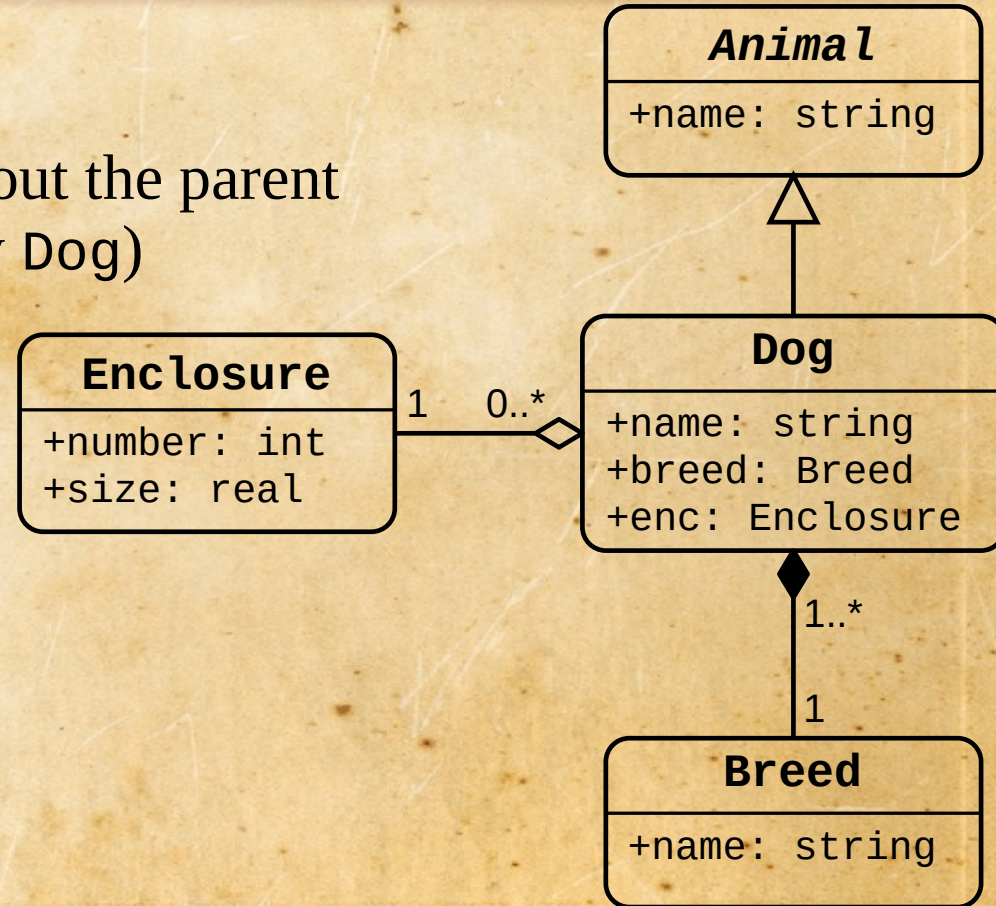 Animal
+name: string
out the parent
Dog)
Enclosure
+number: int
+size: real
1 0..*
Dog
+name: string
+breed: Breed
+enc: Enclosure
1..*
1
Breed
+name: string